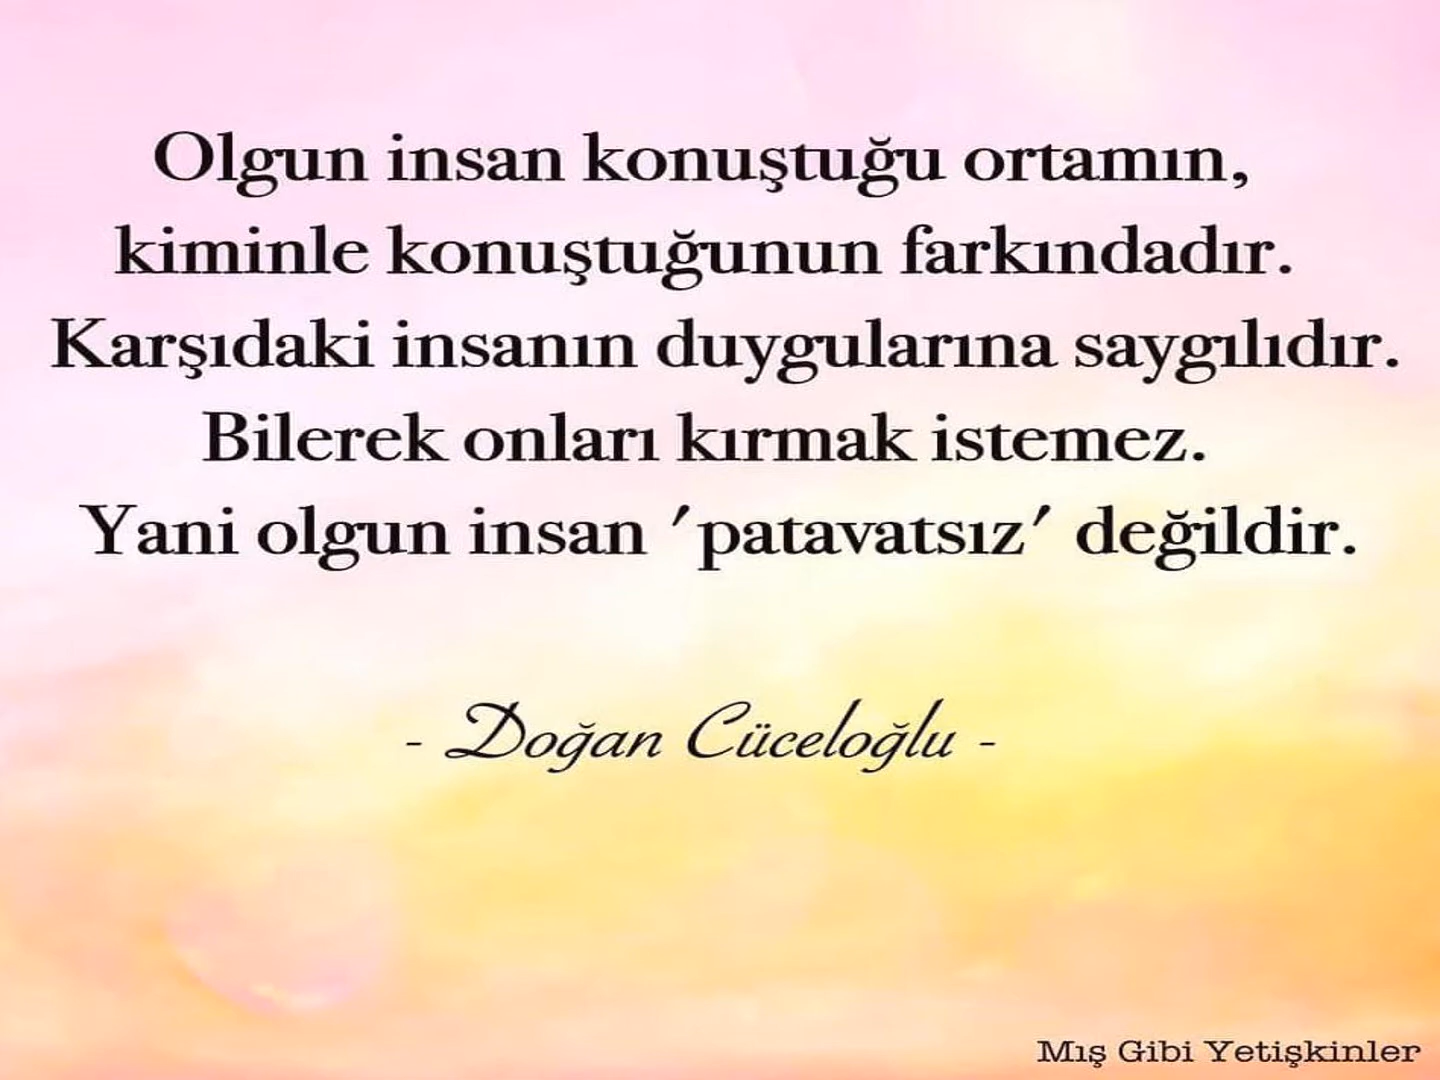 Olgun insan konuştuğu ortamın,
kiminle konuştuğunun farkındadır.
Karşıdaki insanın duygularına saygılıdır.
Bilerek onları kırmak istemez.
Yani olgun insan 'patavatsız' değildir.
- Doğan Cüceloğlu -
Mış Gibi Yetişkinler